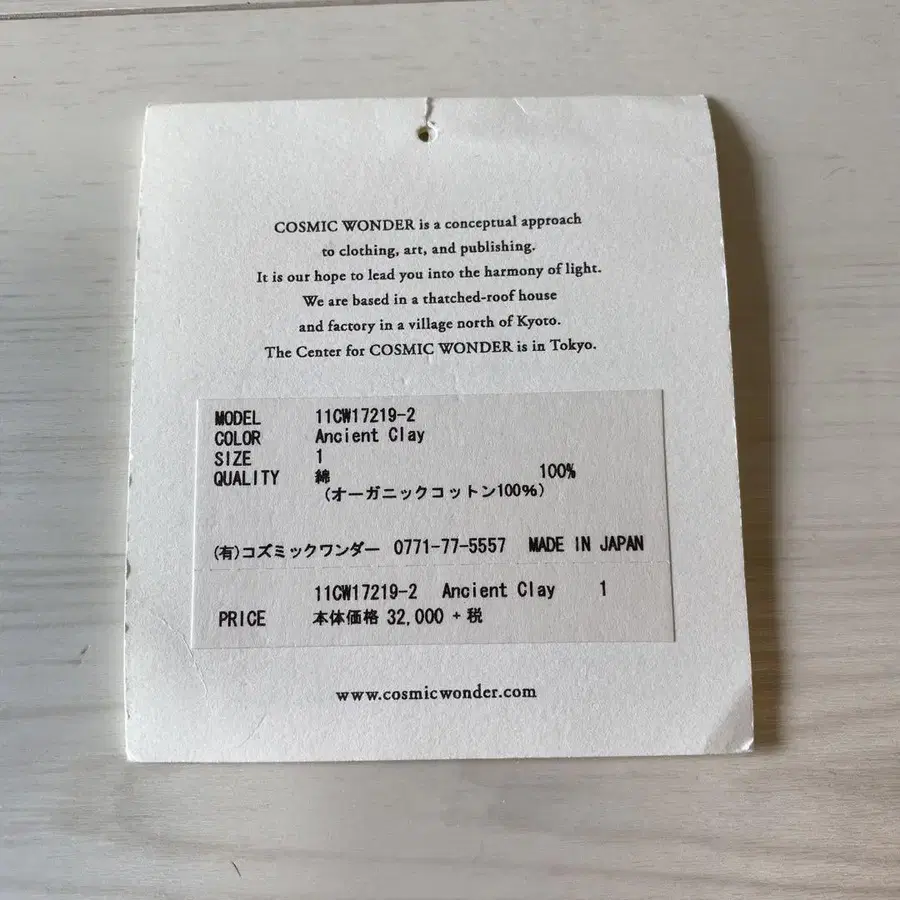 COSMIC WONDER is a conceptual approach
to clothing, art, and publishing.
It is our hope to lead you into the harmony of light.
We are based in a thatched-roof house
and factory in a village north of Kyoto.
The Center for COSMIC WONDER is in Tokyo.
MODEL 11CW17219-2
COLOR Ancient Clay
SIZE 1
QUALITY 綿 100%
(オーガニックコットン100%)
(有)コズミックワンダー 0771-77-5557 MADE IN JAPAN
11CW17219-2 Ancient Clay 1
PRICE 本体価格 32,000 +税
www.cosmicwonder.com